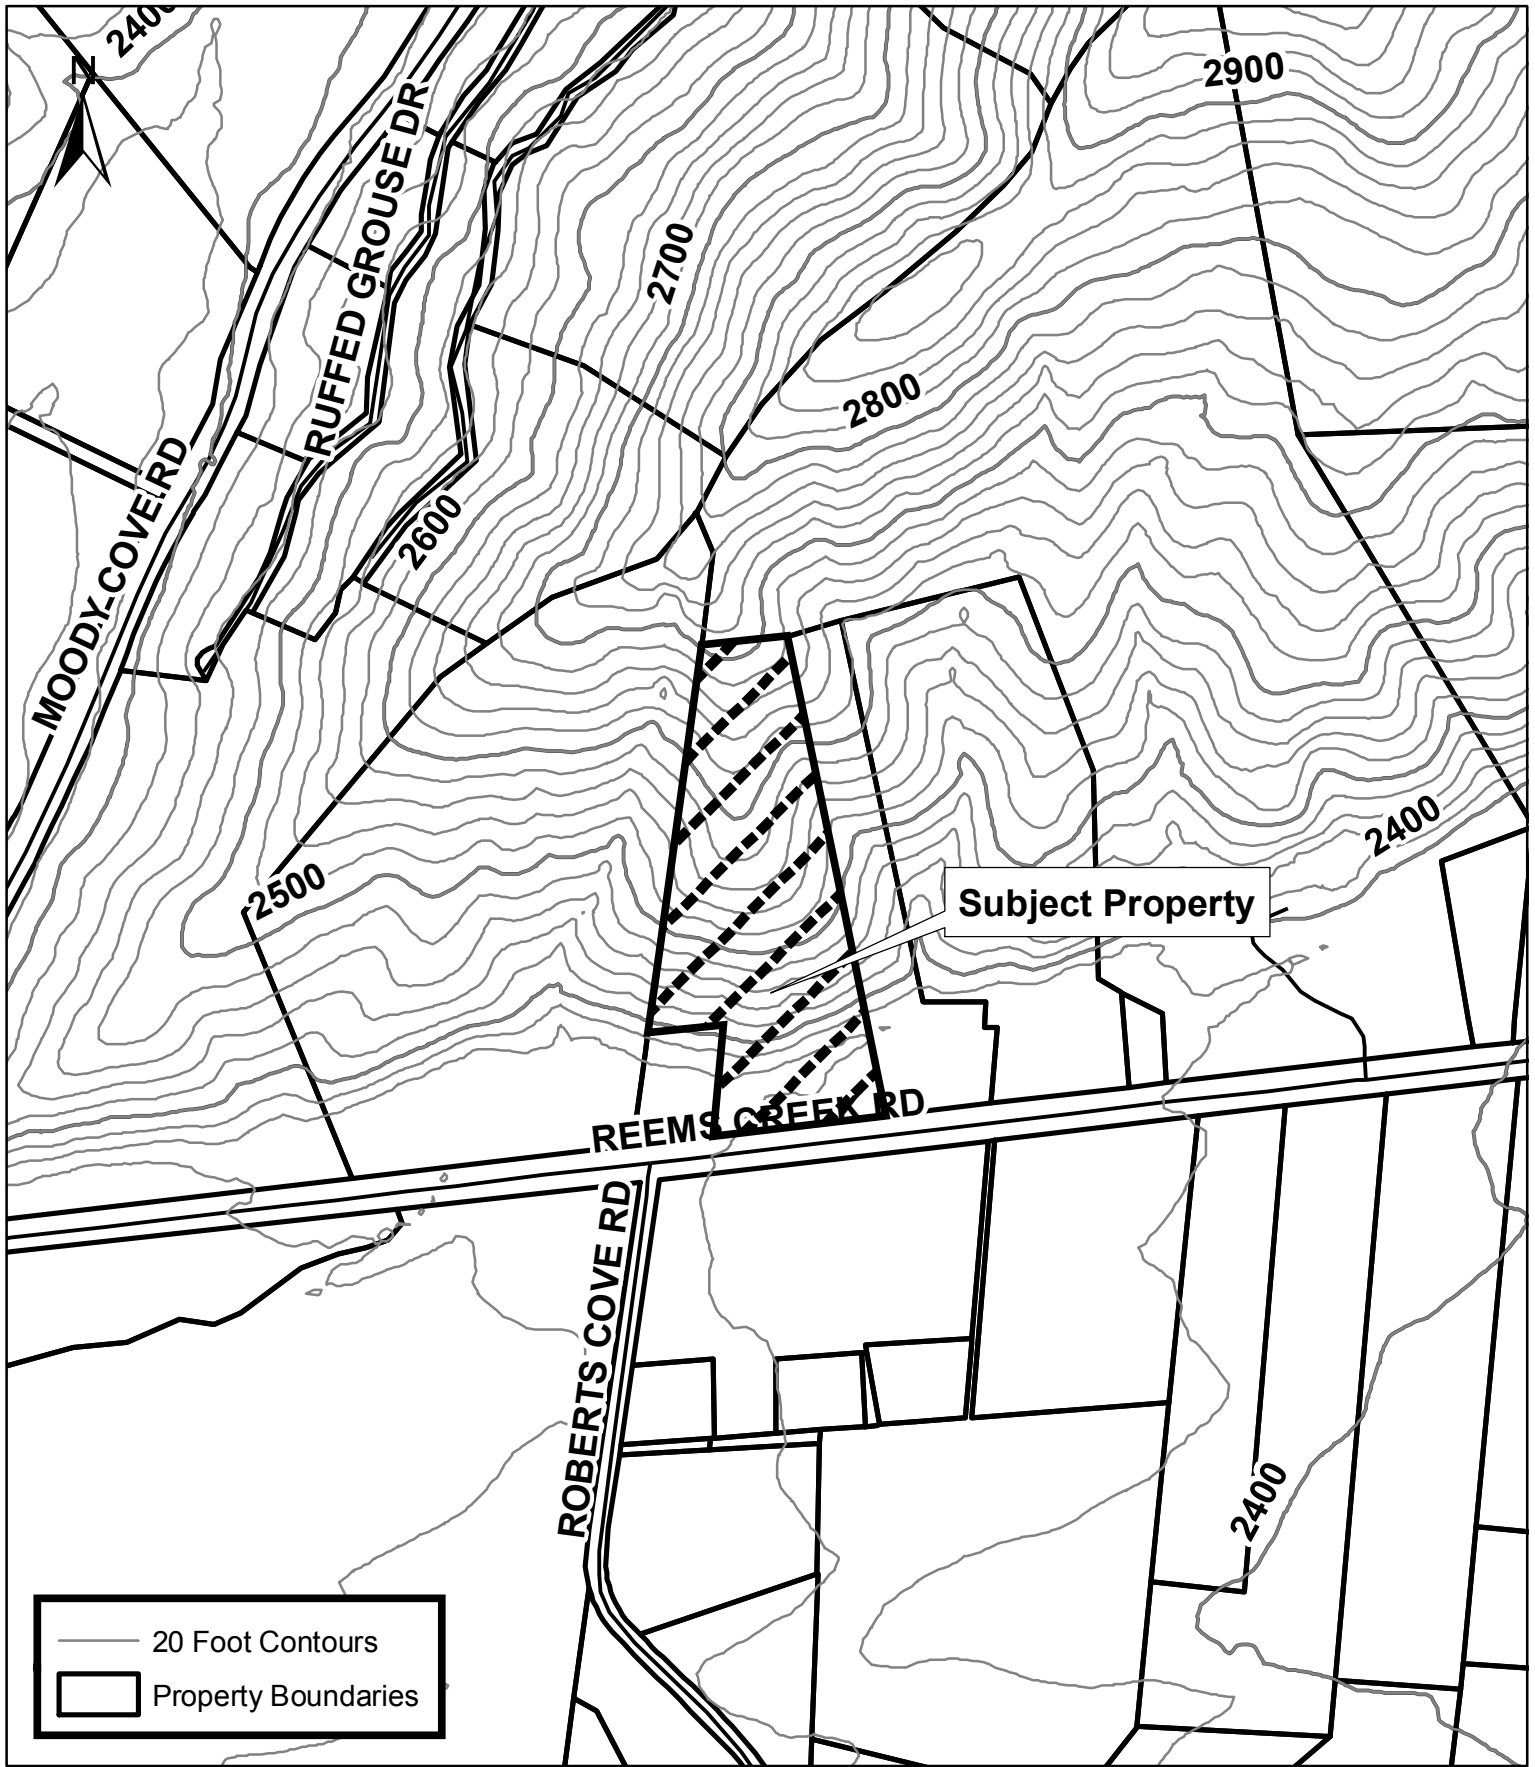 2400
N
2900
RUFFED GROUSE DR
2700
2800
MOODY COVE RD
2600
2400
2500
Subject Property
REEMS CREEK RD
ROBERTS COVE RD
2400
20 Foot Contours
Property Boundaries